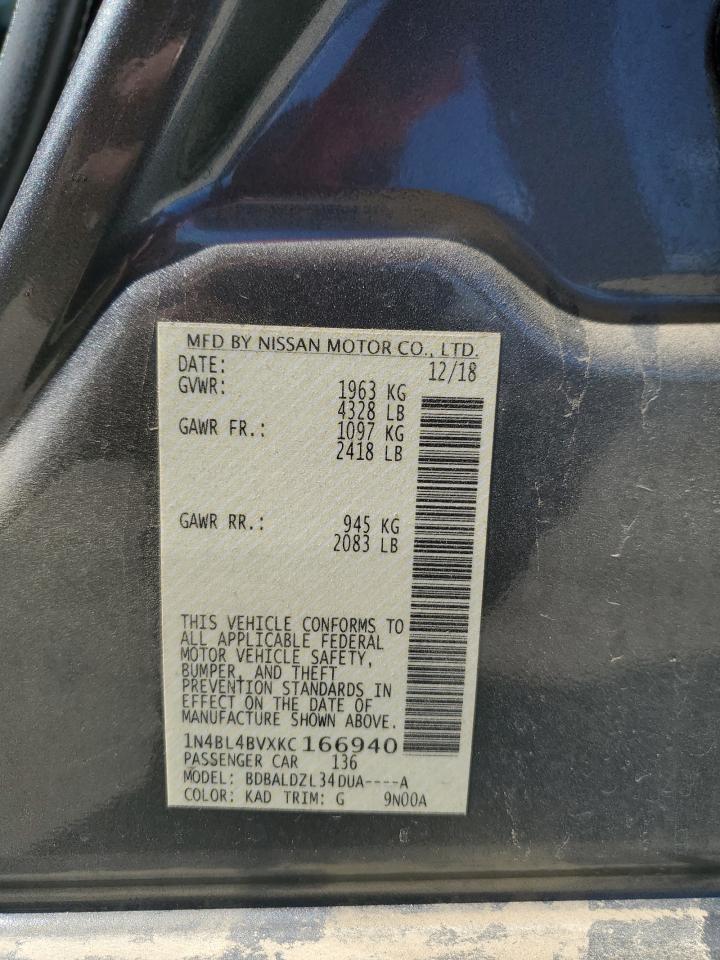 MFD BY NISSAN MOTOR CO., LTD.
DATE: 12/18
GVWR: 1963 KG
4328 LB
GAWR FR.: 1097 KG
2418 LB
GAWR RR.: 945 KG
2083 LB
THIS VEHICLE CONFORMS TO
ALL APPLICABLE FEDERAL
MOTOR VEHICLE SAFETY,
BUMPER, AND THEFT
PREVENTION STANDARDS IN
EFFECT ON THE DATE OF
MANUFACTURE SHOWN ABOVE.
1N4BL4BVXKC166940
PASSENGER CAR 136
MODEL: BDBALDZL34DUA----A
COLOR: KAD TRIM: G 9N00A